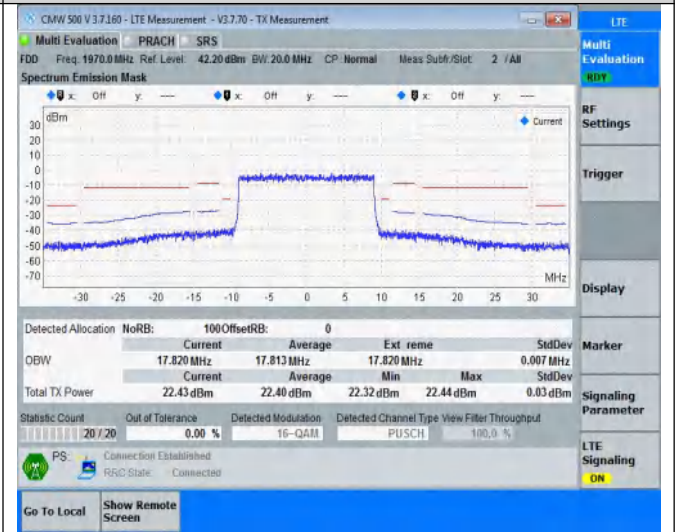 CMW 500 V 3.7.160 - LTE Measurement - V3.7.70 - TX Measurement
LTE
Multi Evaluation PRACH SRS
Multi Evaluation
RDY
FDD Freq: 1970.0 MHz Ref. Level: 42.20 dBm BW: 20.0 MHz CP: Normal Meas Subfr./Slot: 2 / All
Spectrum Emission Mask
x: Off y: --- x: Off y: --- x: Off y: ---
dBm
Current
30
20
10
0
-10
-20
-30
-40
-50
-60
-70
MHz
-30 -25 -20 -15 -10 -5 0 5 10 15 20 25 30
RF Settings
Trigger
Display
Marker
Signaling Parameter
LTE Signaling
ON
Detected Allocation NoRB: 100 OffsetRB: 0
Current Average Ext reme StdDev
OBW 17.820 MHz 17.813 MHz 17.820 MHz 0.007 MHz
Current Average Min Max StdDev
Total TX Power 22.43 dBm 22.40 dBm 22.32 dBm 22.44 dBm 0.03 dBm
Statistic Count Out of Tolerance Detected Modulation Detected Channel Type View Filter Throughput
20 / 20 0.00 % 16-QAM PUSCH 100.0 %
PS: Connection Established
RRC State: Connected
Go To Local
Show Remote Screen